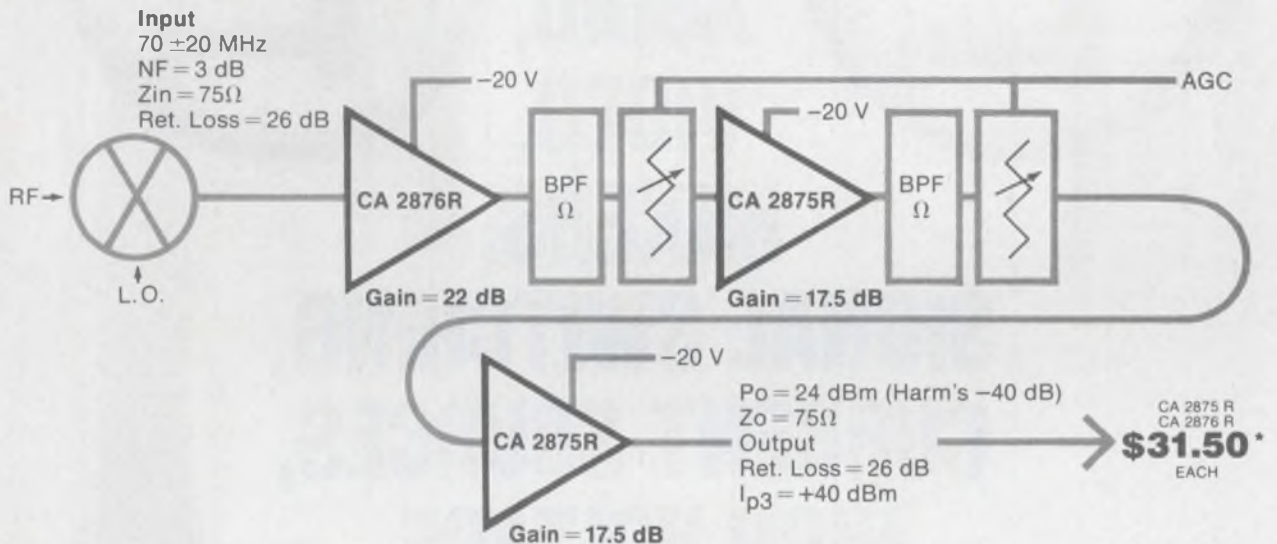 Input
70 ±20 MHz
NF = 3 dB
Zin = 75Ω
Ret. Loss = 26 dB
−20 V
AGC
−20 V
RF
CA 2876R
BPF
Ω
CA 2875R
BPF
Ω
L.O.
Gain = 22 dB
Gain = 17.5 dB
−20 V
CA 2875R
Po = 24 dBm (Harm's −40 dB)
Zo = 75Ω
Output
Ret. Loss = 26 dB
Ip3 = +40 dBm
CA 2875 R
CA 2876 R
$31.50*
EACH
Gain = 17.5 dB